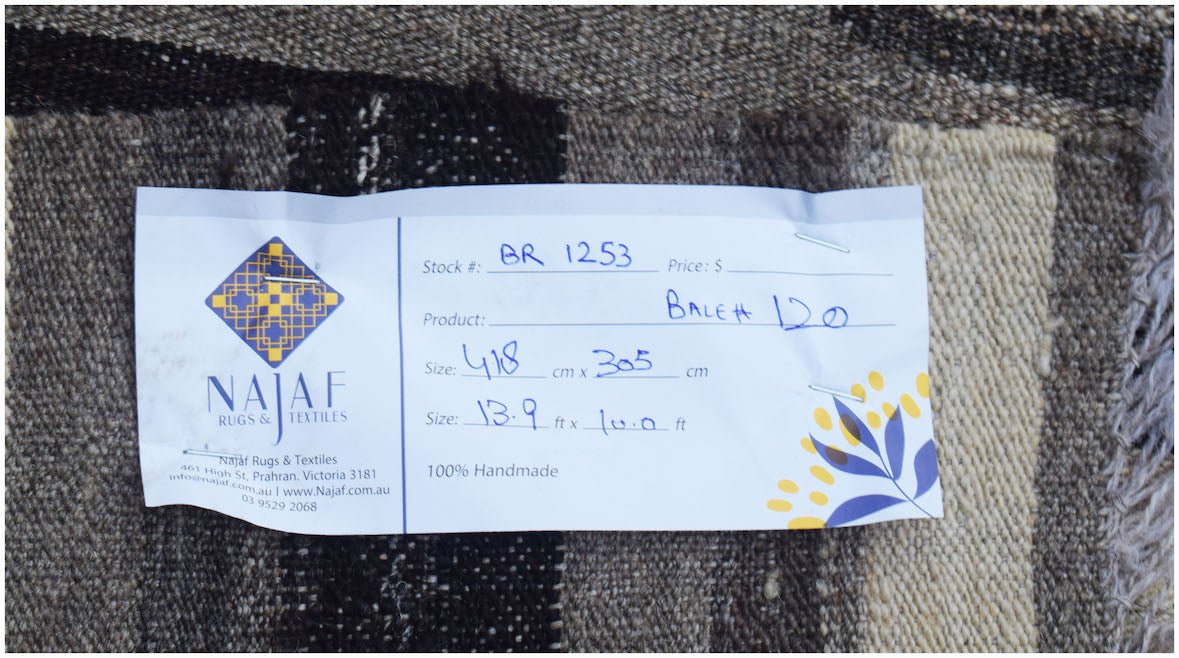 NAJAF
RUGS & TEXTILES
Najaf Rugs & Textiles
461 High St, Prahran. Victoria 3181
info@najaf.com.au | www.Najaf.com.au
03 9529 2068
Stock #: BR 1253 Price: $
Product: BALE# 120
Size: 418 cm x 305 cm
Size: 13.9 ft x 10.0 ft
100% Handmade